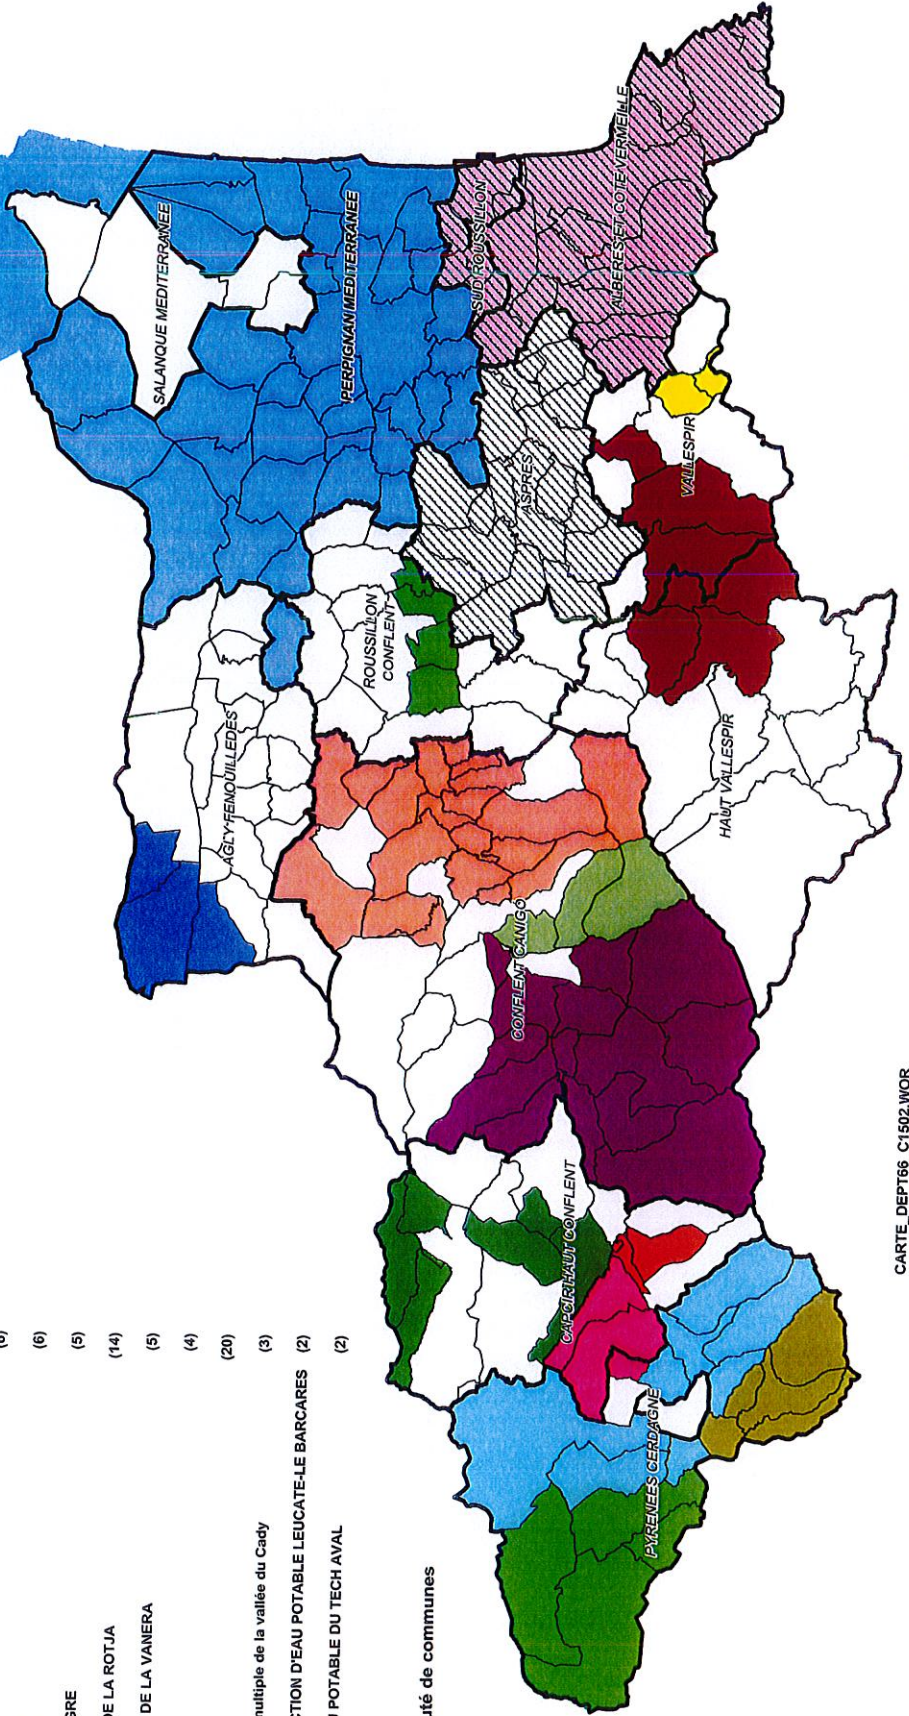 (6)
GRE (5)
DE LA ROTJA (14)
DE LA VANERA (5)
(4)
(20)
multiple de la vallée du Cady (3)
CTION D'EAU POTABLE LEUCATE-LE BARCARES (2)
U POTABLE DU TECH AVAL (2)
uté de communes
SALANQUE MEDITERRANEE
AGLY-FENOUILLEDES
PERPIGNAN MEDITERRANEE
ROUSSILLON
CONFLENT
SUD ROUSSILLON
CONFLENT CANIGO
ASPRES
CAPCIR HAUT CONFLENT
ALBERES ET COTE VERMEILLE
PYRENEES CERDAGNE
VALLESPIR
HAUT VALLESPIR
CARTE_DEPT66_C1502.WOR